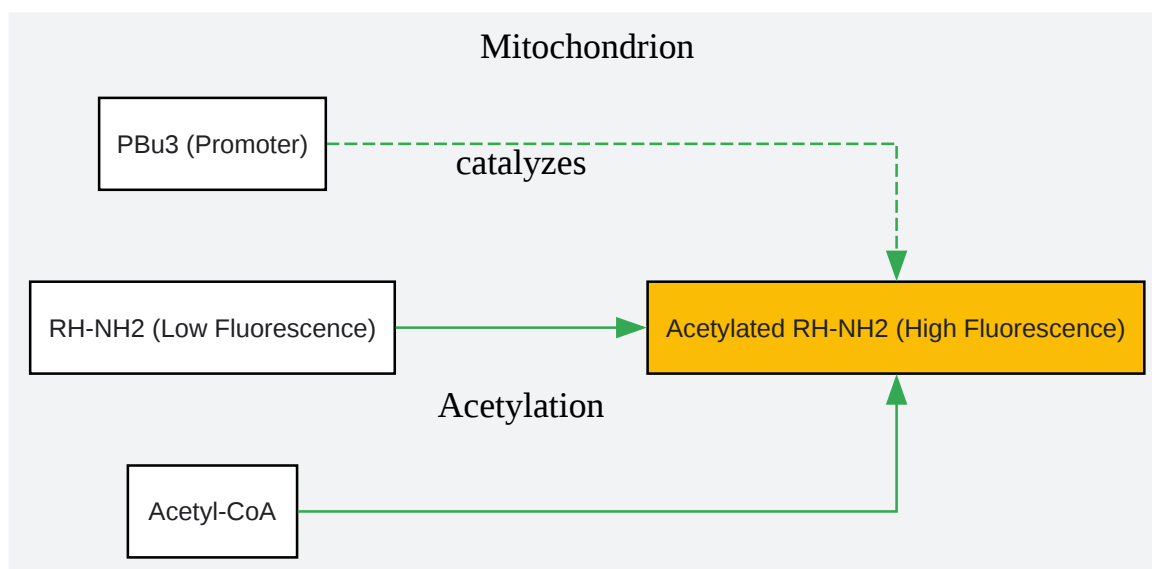 Mitochondrion
PBu3 (Promoter)
catalyzes
RH-NH2 (Low Fluorescence)
Acetylated RH-NH2 (High Fluorescence)
Acetylation
Acetyl-CoA